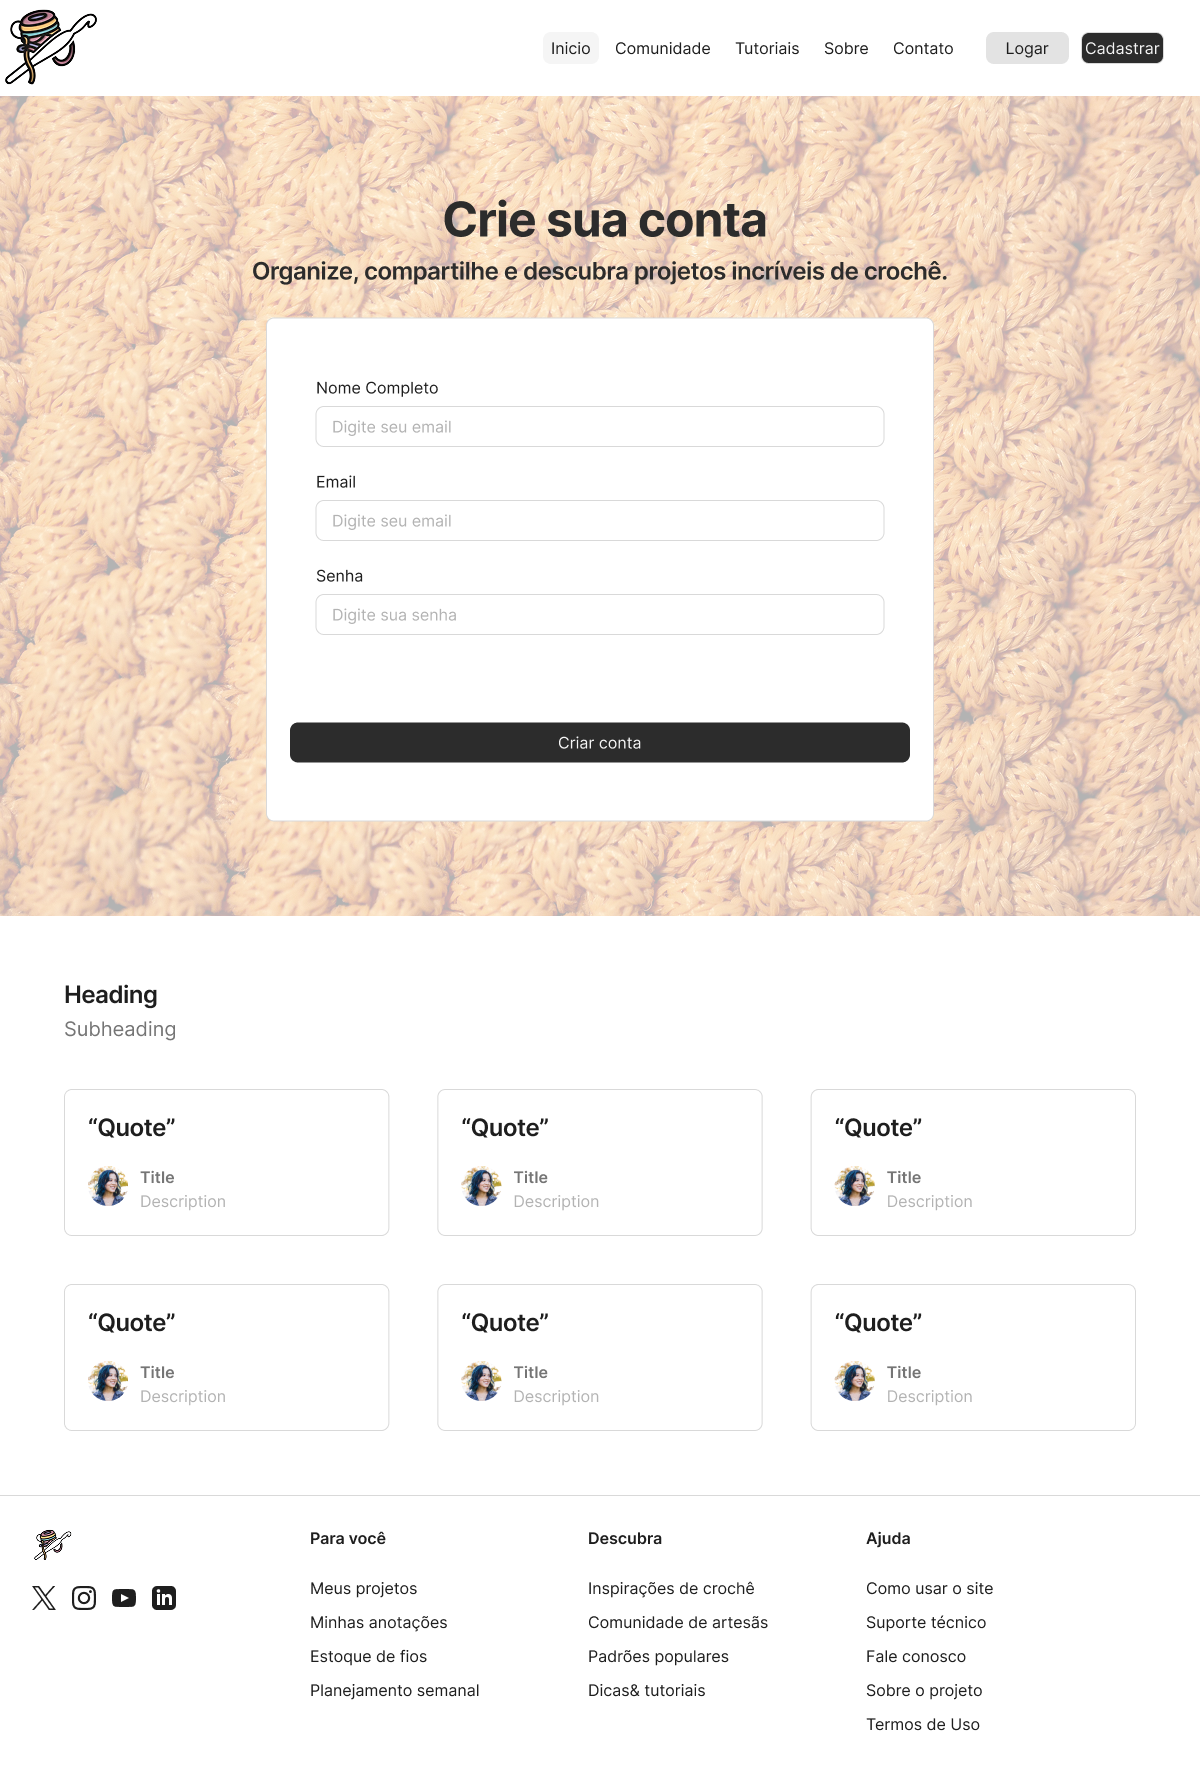 Inicio Comunidade Tutoriais Sobre Contato Logar Cadastrar
Crie sua conta
Organize, compartilhe e descubra projetos incríveis de crochê.
Nome Completo
Digite seu email
Email
Digite seu email
Senha
Digite sua senha
Criar conta
Heading
Subheading
“Quote”
Title
Description
“Quote”
Title
Description
“Quote”
Title
Description
“Quote”
Title
Description
“Quote”
Title
Description
“Quote”
Title
Description
Para você
Meus projetos
Minhas anotações
Estoque de fios
Planejamento semanal
Descubra
Inspirações de crochê
Comunidade de artesãs
Padrões populares
Dicas& tutoriais
Ajuda
Como usar o site
Suporte técnico
Fale conosco
Sobre o projeto
Termos de Uso